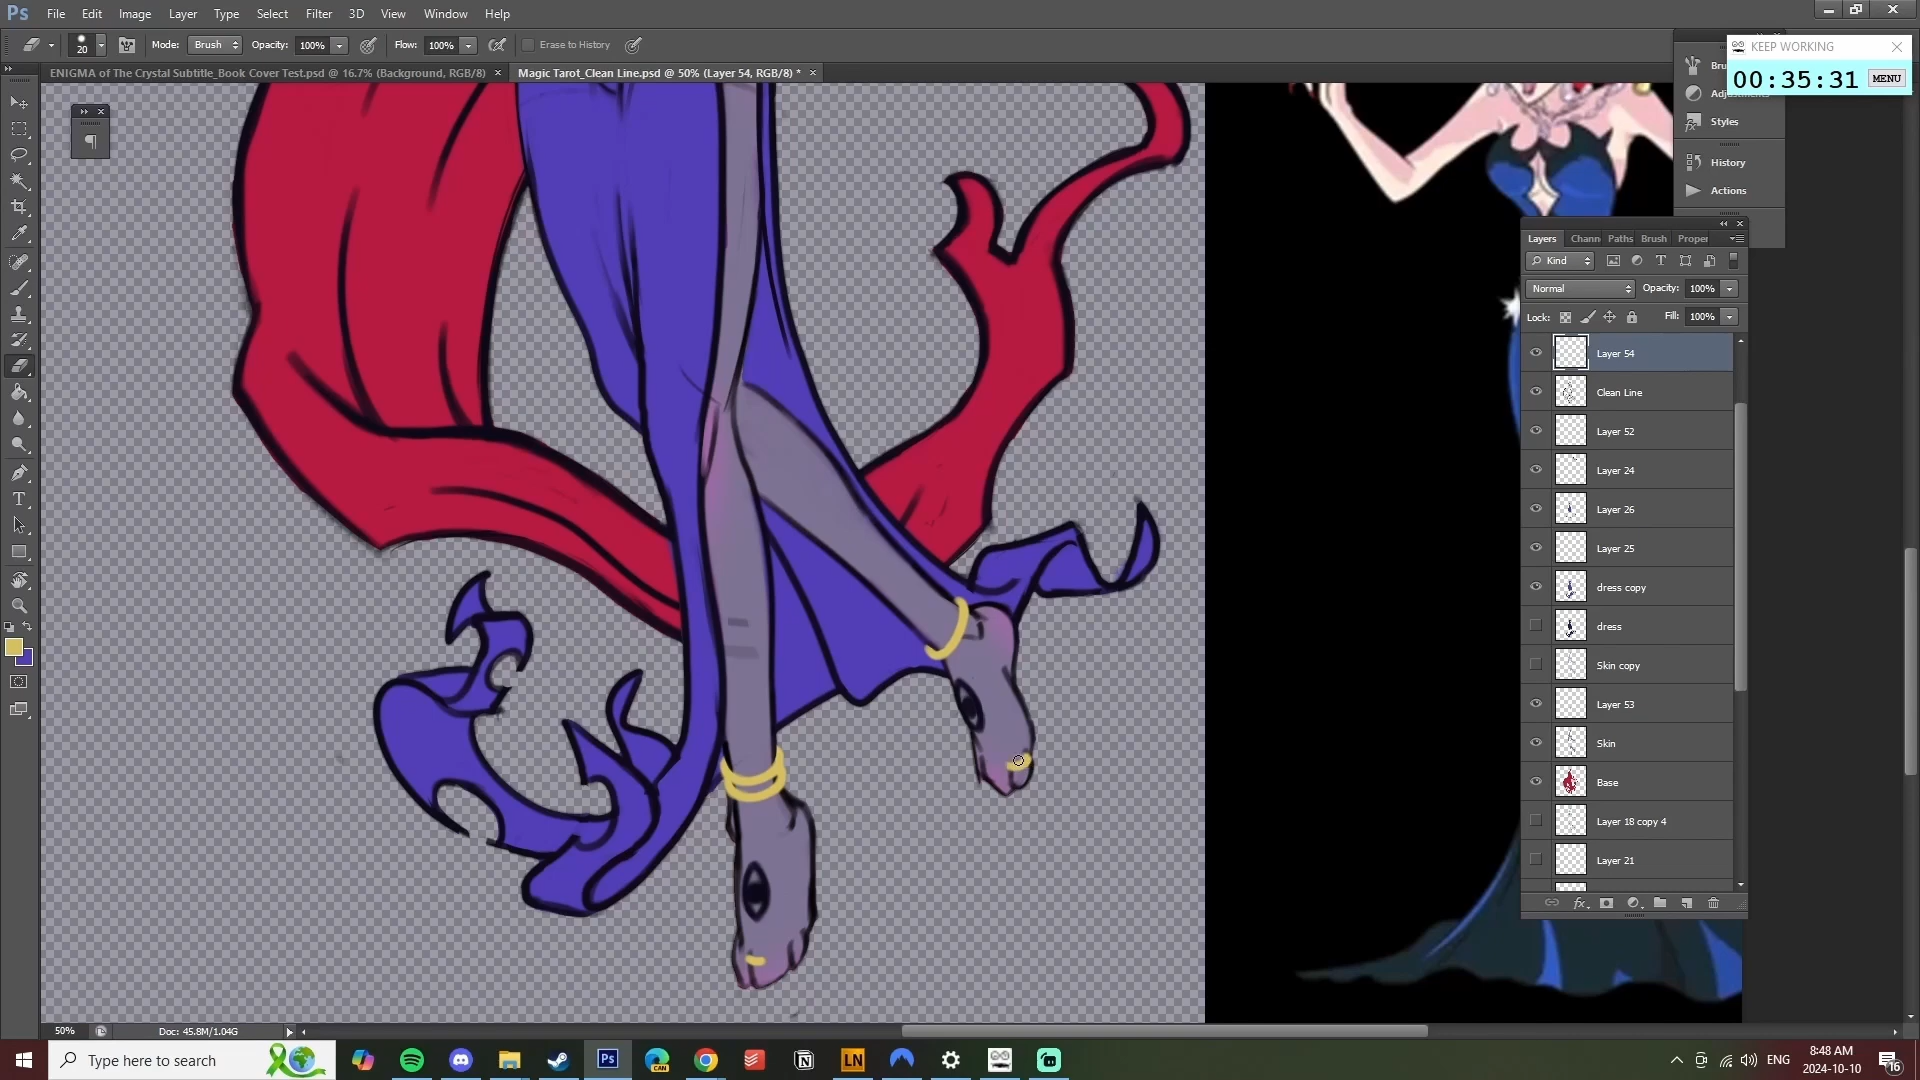 Ps File Edit Image Layer Type Select Filter 3D View Window Help
20 Mode: Brush Opacity: 100% Flow: 100% Erase to History
KEEP WORKING
00:35:31 MENU
ENIGMA of The Crystal Subtitle_Book Cover Test.psd @ 16.7% (Background, RGB/8) × Magic Tarot_Clean Line.psd @ 50% (Layer 54, RGB/8) * ×
Styles
History
Actions
Layers Chann Paths Brush Proper
Kind
Normal Opacity: 100%
Lock: Fill: 100%
Layer 54
Clean Line
Layer 52
Layer 24
Layer 26
Layer 25
dress copy
dress
Skin copy
Layer 53
Skin
Base
Layer 18 copy 4
Layer 21
50% Doc: 45.8M/1.04G
Type here to search
Ps CAN LN
ENG
8:48 AM
2024-10-10
16